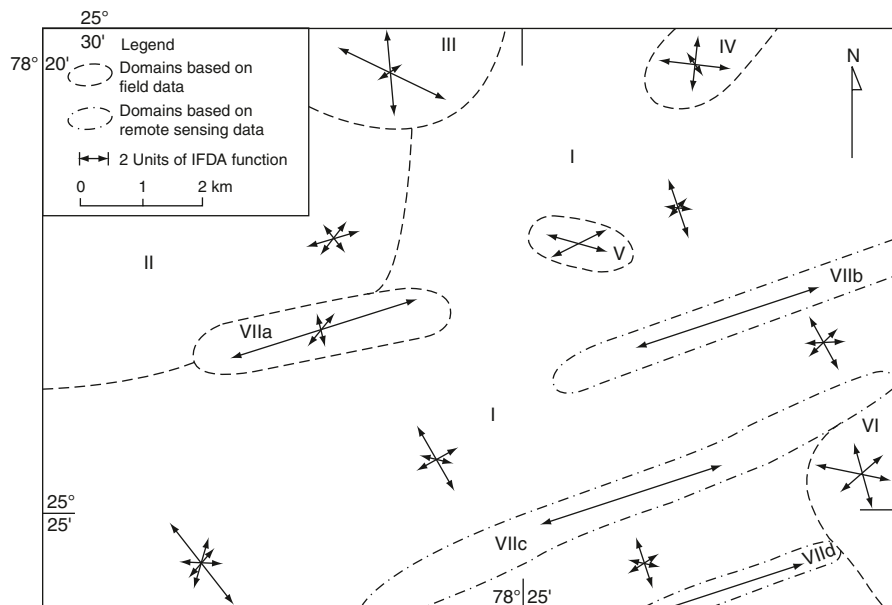 25°
30'
78° 20'
Legend
Domains based on
field data
Domains based on
remote sensing data
2 Units of IFDA function
0 1 2 km
III
IV
N
I
II
V
VIIb
VIIa
I
VI
25°
25'
VIIc
VIId
78° 25'